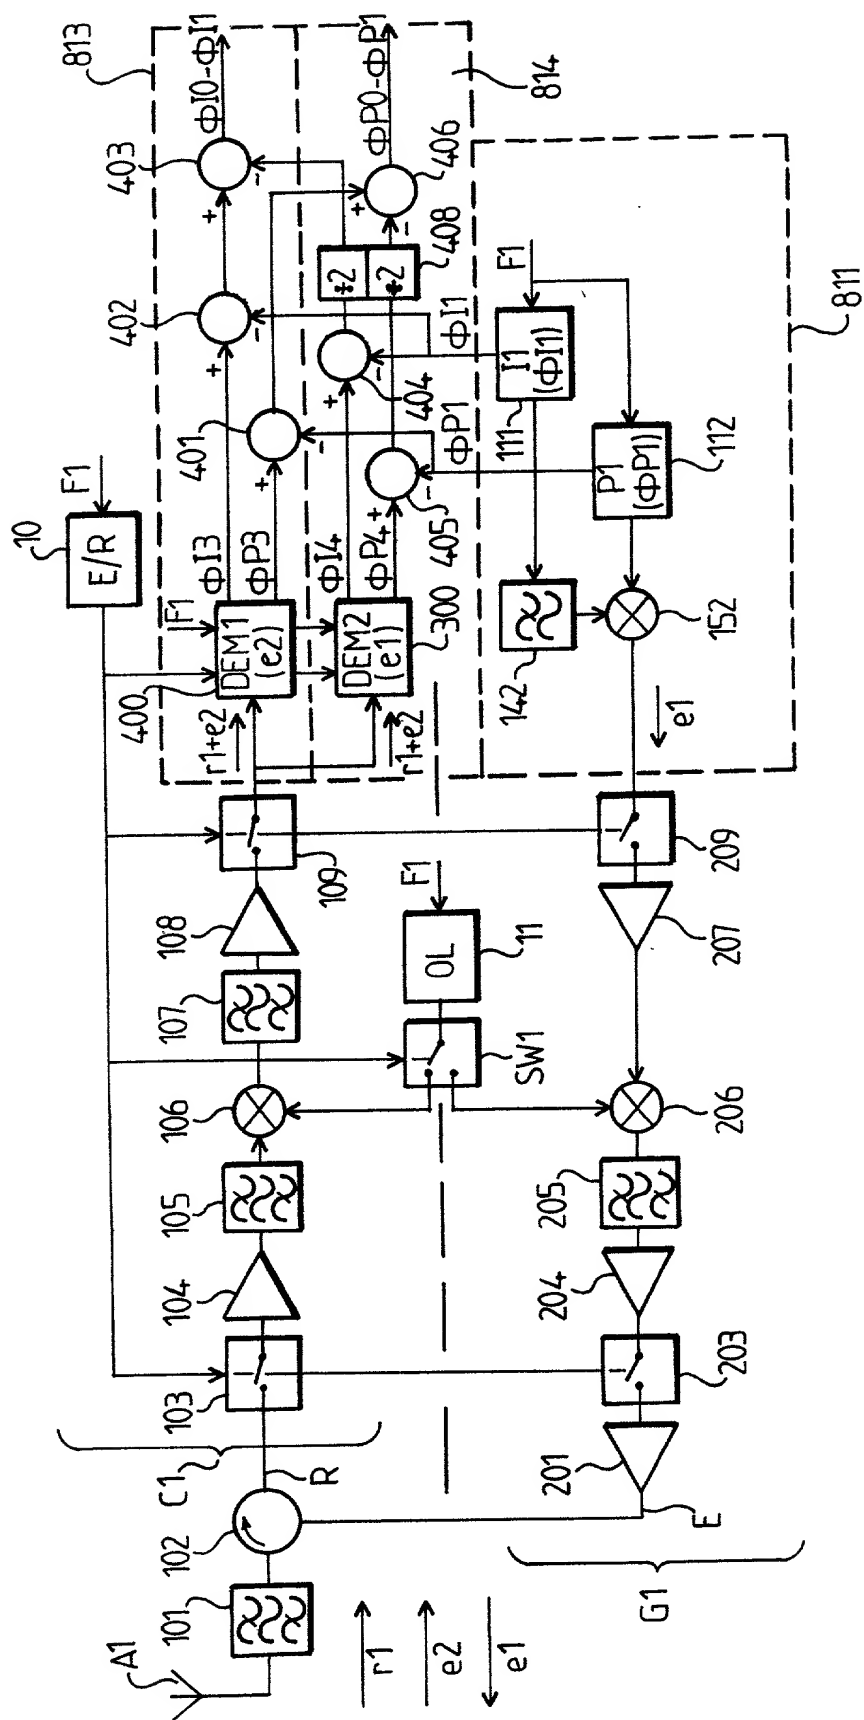 813
ΦI0-ΦI1
ΦP0-ΦP1
814
403
+
-
406
+
-
402
+
-
408
÷2
÷2
F1
ΦI1
811
401
+
-
404
+
-
I1
(ΦI1)
111
ΦP1
P1
(ΦP1)
112
405
+
-
10
E/R
F1
ΦI3
ΦP3
ΦI4
ΦP4
F1
DEM1
(e2)
400
DEM2
(e1)
300
142
152
r1+e2
r1+e2
e1
109
209
108
F1
207
107
OL
11
SW1
106
206
105
205
104
204
103
203
C1
R
201
102
E
101
G1
A1
r1
e2
e1